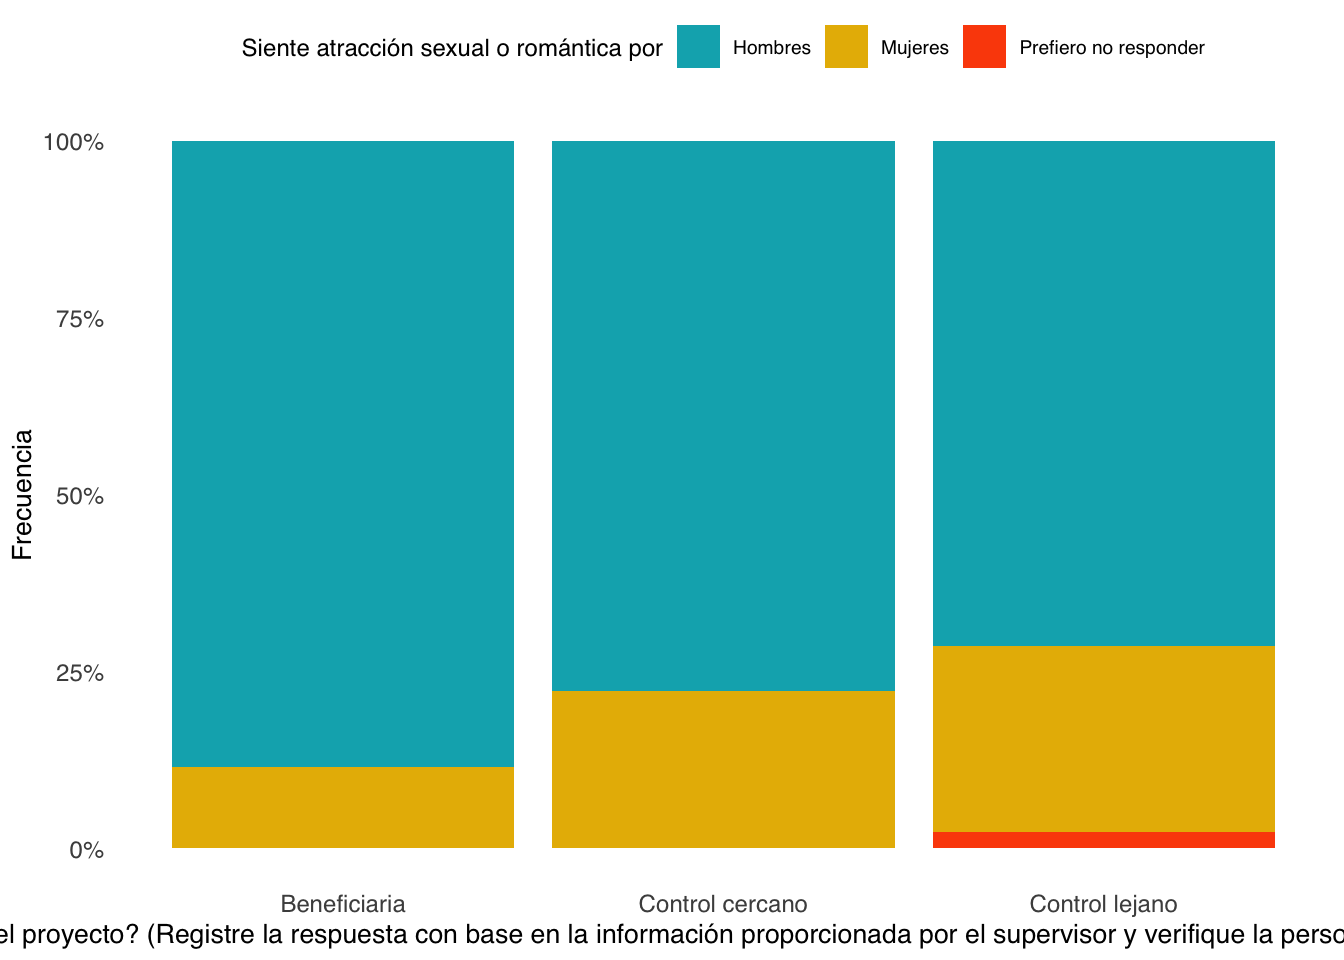 Siente atracción sexual o romántica por Hombres Mujeres Prefiero no responder
100%
75%
50%
25%
0%
Frecuencia
Beneficiaria Control cercano Control lejano
el proyecto? (Registre la respuesta con base en la información proporcionada por el supervisor y verifique la perso